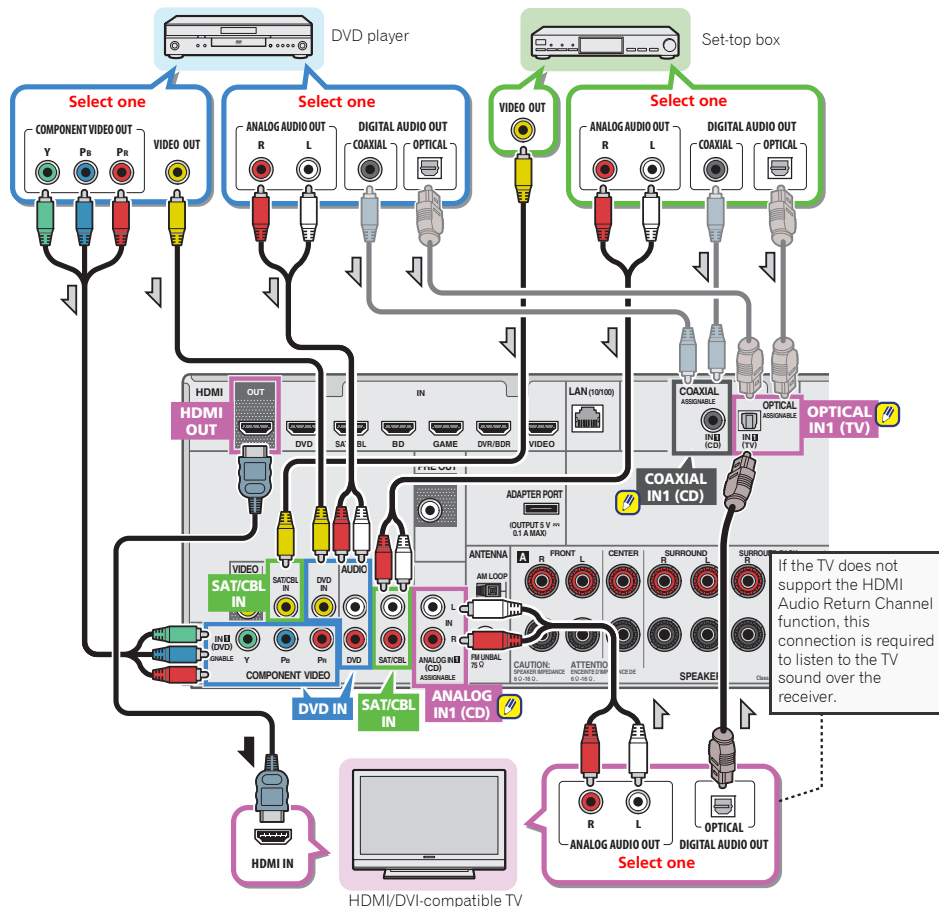 DVD player
Set-top box
Select one
COMPONENT VIDEO OUT
Y PB PR
VIDEO OUT
Select one
ANALOG AUDIO OUT
R L
DIGITAL AUDIO OUT
COAXIAL OPTICAL
VIDEO OUT
Select one
ANALOG AUDIO OUT
R L
DIGITAL AUDIO OUT
COAXIAL OPTICAL
HDMI
OUT
IN
HDMI
OUT
DVD SAT/CBL BD GAME DVR/BDR VIDEO
LAN (10/100)
COAXIAL
ASSIGNABLE
IN 1
(CD)
OPTICAL
ASSIGNABLE
IN 1
(TV)
OPTICAL
IN1 (TV)
COAXIAL
IN1 (CD)
PRE OUT
ADAPTER PORT
(OUTPUT 5 V
0.1 A MAX)
VIDEO
SAT/CBL
IN
SAT/CBL
IN
DVD
IN
AUDIO
ANTENNA
AM LOOP
FM UNBAL
75 Ω
A
R FRONT L
CENTER
R SURROUND L
R
L
IN
R
IN 1
(DVD)
Y PB PR
COMPONENT VIDEO
DVD
SAT/CBL
ANALOG IN 1
(CD)
ASSIGNABLE
CAUTION:
SPEAKER IMPEDANCE
6 Ω-16 Ω.
DVD IN
SAT/CBL
IN
ANALOG
IN1 (CD)
If the TV does not
support the HDMI
Audio Return Channel
function, this
connection is required
to listen to the TV
sound over the
receiver.
HDMI IN
R L
ANALOG AUDIO OUT
OPTICAL
DIGITAL AUDIO OUT
Select one
HDMI/DVI-compatible TV